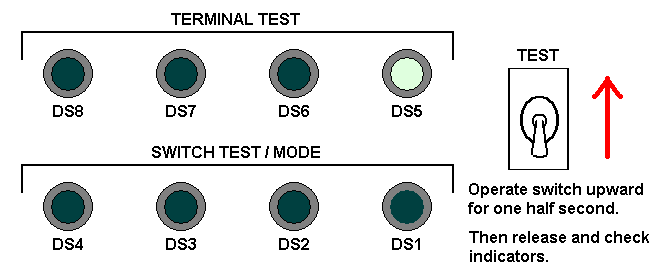 TERMINAL TEST
DS8 DS7 DS6 DS5
TEST
SWITCH TEST / MODE
DS4 DS3 DS2 DS1
Operate switch upward
for one half second.
Then release and check
indicators.